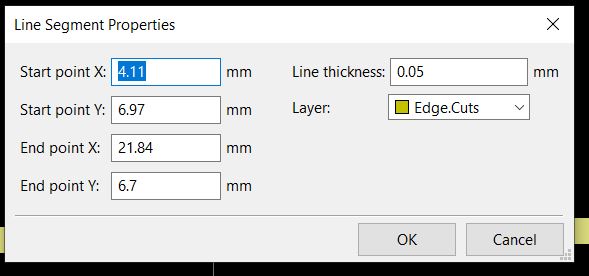 Line Segment Properties
Start point X: 4.11 mm Line thickness: 0.05 mm
Start point Y: 6.97 mm Layer: Edge.Cuts
End point X: 21.84 mm
End point Y: 6.7 mm
OK Cancel